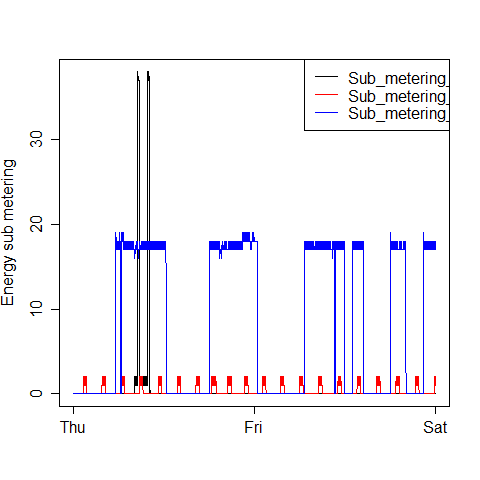 Sub_metering_
Sub_metering_
Sub_metering_
Energy sub metering
30
20
10
0
Thu
Fri
Sat